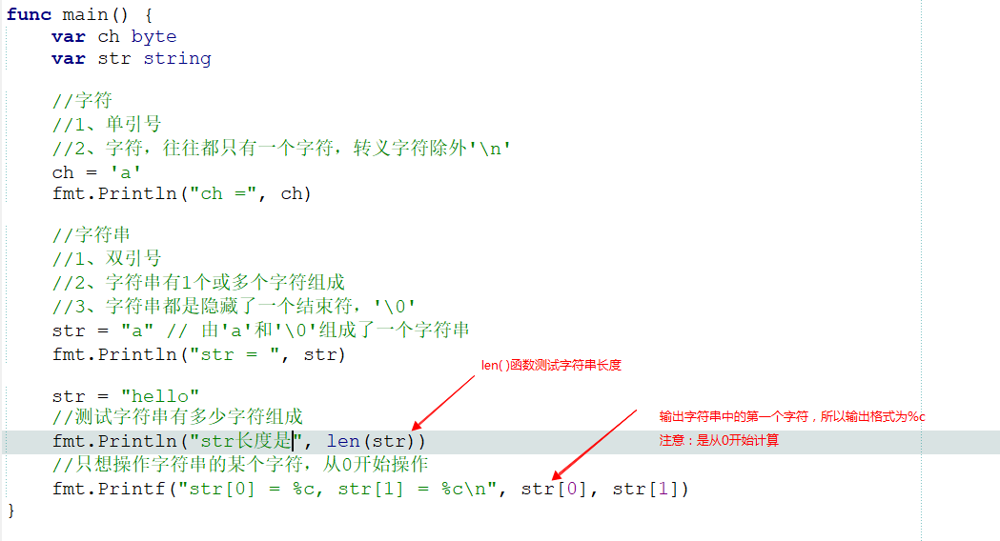 func main() {
var ch byte
var str string
//字符
//1、单引号
//2、字符，往往都只有一个字符，转义字符除外'\n'
ch = 'a'
fmt.Println("ch =", ch)
//字符串
//1、双引号
//2、字符串有1个或多个字符组成
//3、字符串都是隐藏了一个结束符，'\0'
str = "a" // 由'a'和'\0'组成了一个字符串
fmt.Println("str = ", str)
len( )函数测试字符串长度
str = "hello"
//测试字符串有多少字符组成
输出字符串中的第一个字符，所以输出格式为%c
fmt.Println("str长度是", len(str))
注意：是从0开始计算
//只想操作字符串的某个字符，从0开始操作
fmt.Printf("str[0] = %c, str[1] = %c\n", str[0], str[1])
}